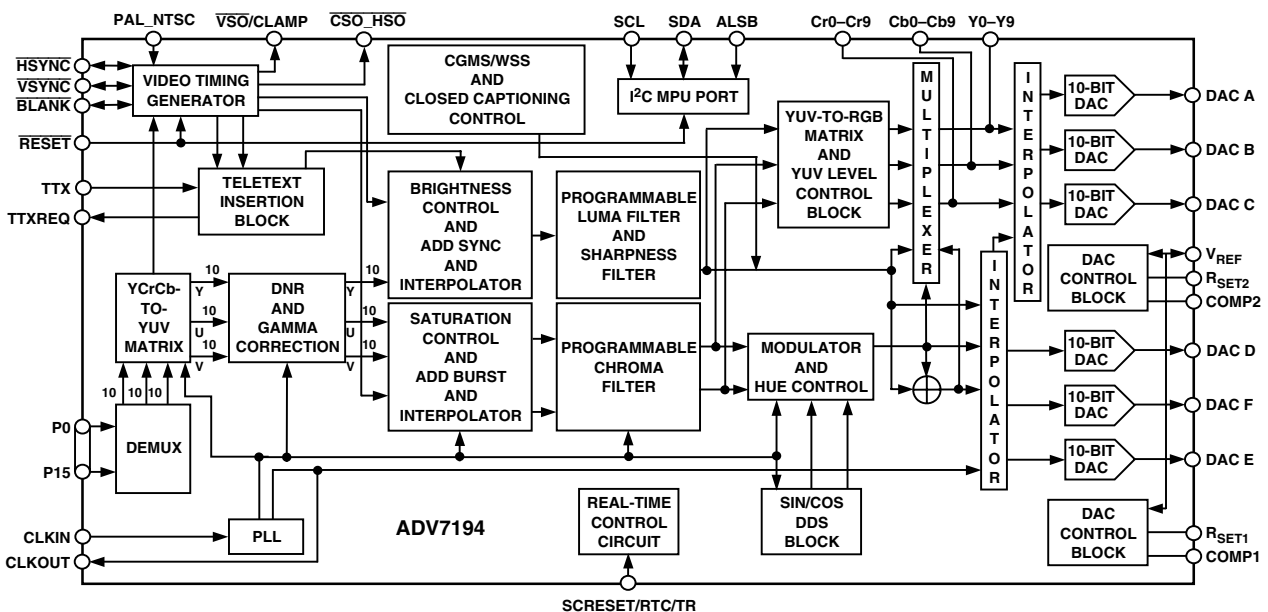 PAL_NTSC
VSO/CLAMP
CSO_HSO
SCL
SDA
ALSB
Cr0–Cr9
Cb0–Cb9
Y0–Y9
HSYNC
VSYNC
BLANK
RESET
TTX
TTXREQ
VIDEO TIMING
GENERATOR
CGMS/WSS
AND
CLOSED CAPTIONING
CONTROL
I2C MPU PORT
TELETEXT
INSERTION
BLOCK
BRIGHTNESS
CONTROL
AND
ADD SYNC
AND
INTERPOLATOR
PROGRAMMABLE
LUMA FILTER
AND
SHARPNESS
FILTER
YUV-TO-RGB
MATRIX
AND
YUV LEVEL
CONTROL
BLOCK
MULTIPLEXER
INTERPOLATOR
10-BIT
DAC
DAC A
10-BIT
DAC
DAC B
10-BIT
DAC
DAC C
DAC
CONTROL
BLOCK
VREF
RSET2
COMP2
YCrCb-
TO-
YUV
MATRIX
10
Y
10
U
10
V
DNR
AND
GAMMA
CORRECTION
10
Y
10
U
10
V
SATURATION
CONTROL
AND
ADD BURST
AND
INTERPOLATOR
PROGRAMMABLE
CHROMA
FILTER
MODULATOR
AND
HUE CONTROL
INTERPOLATOR
10-BIT
DAC
DAC D
10-BIT
DAC
DAC F
10-BIT
DAC
DAC E
10
10
10
P0
P15
DEMUX
CLKIN
CLKOUT
PLL
ADV7194
REAL-TIME
CONTROL
CIRCUIT
SIN/COS
DDS
BLOCK
DAC
CONTROL
BLOCK
RSET1
COMP1
SCRESET/RTC/TR